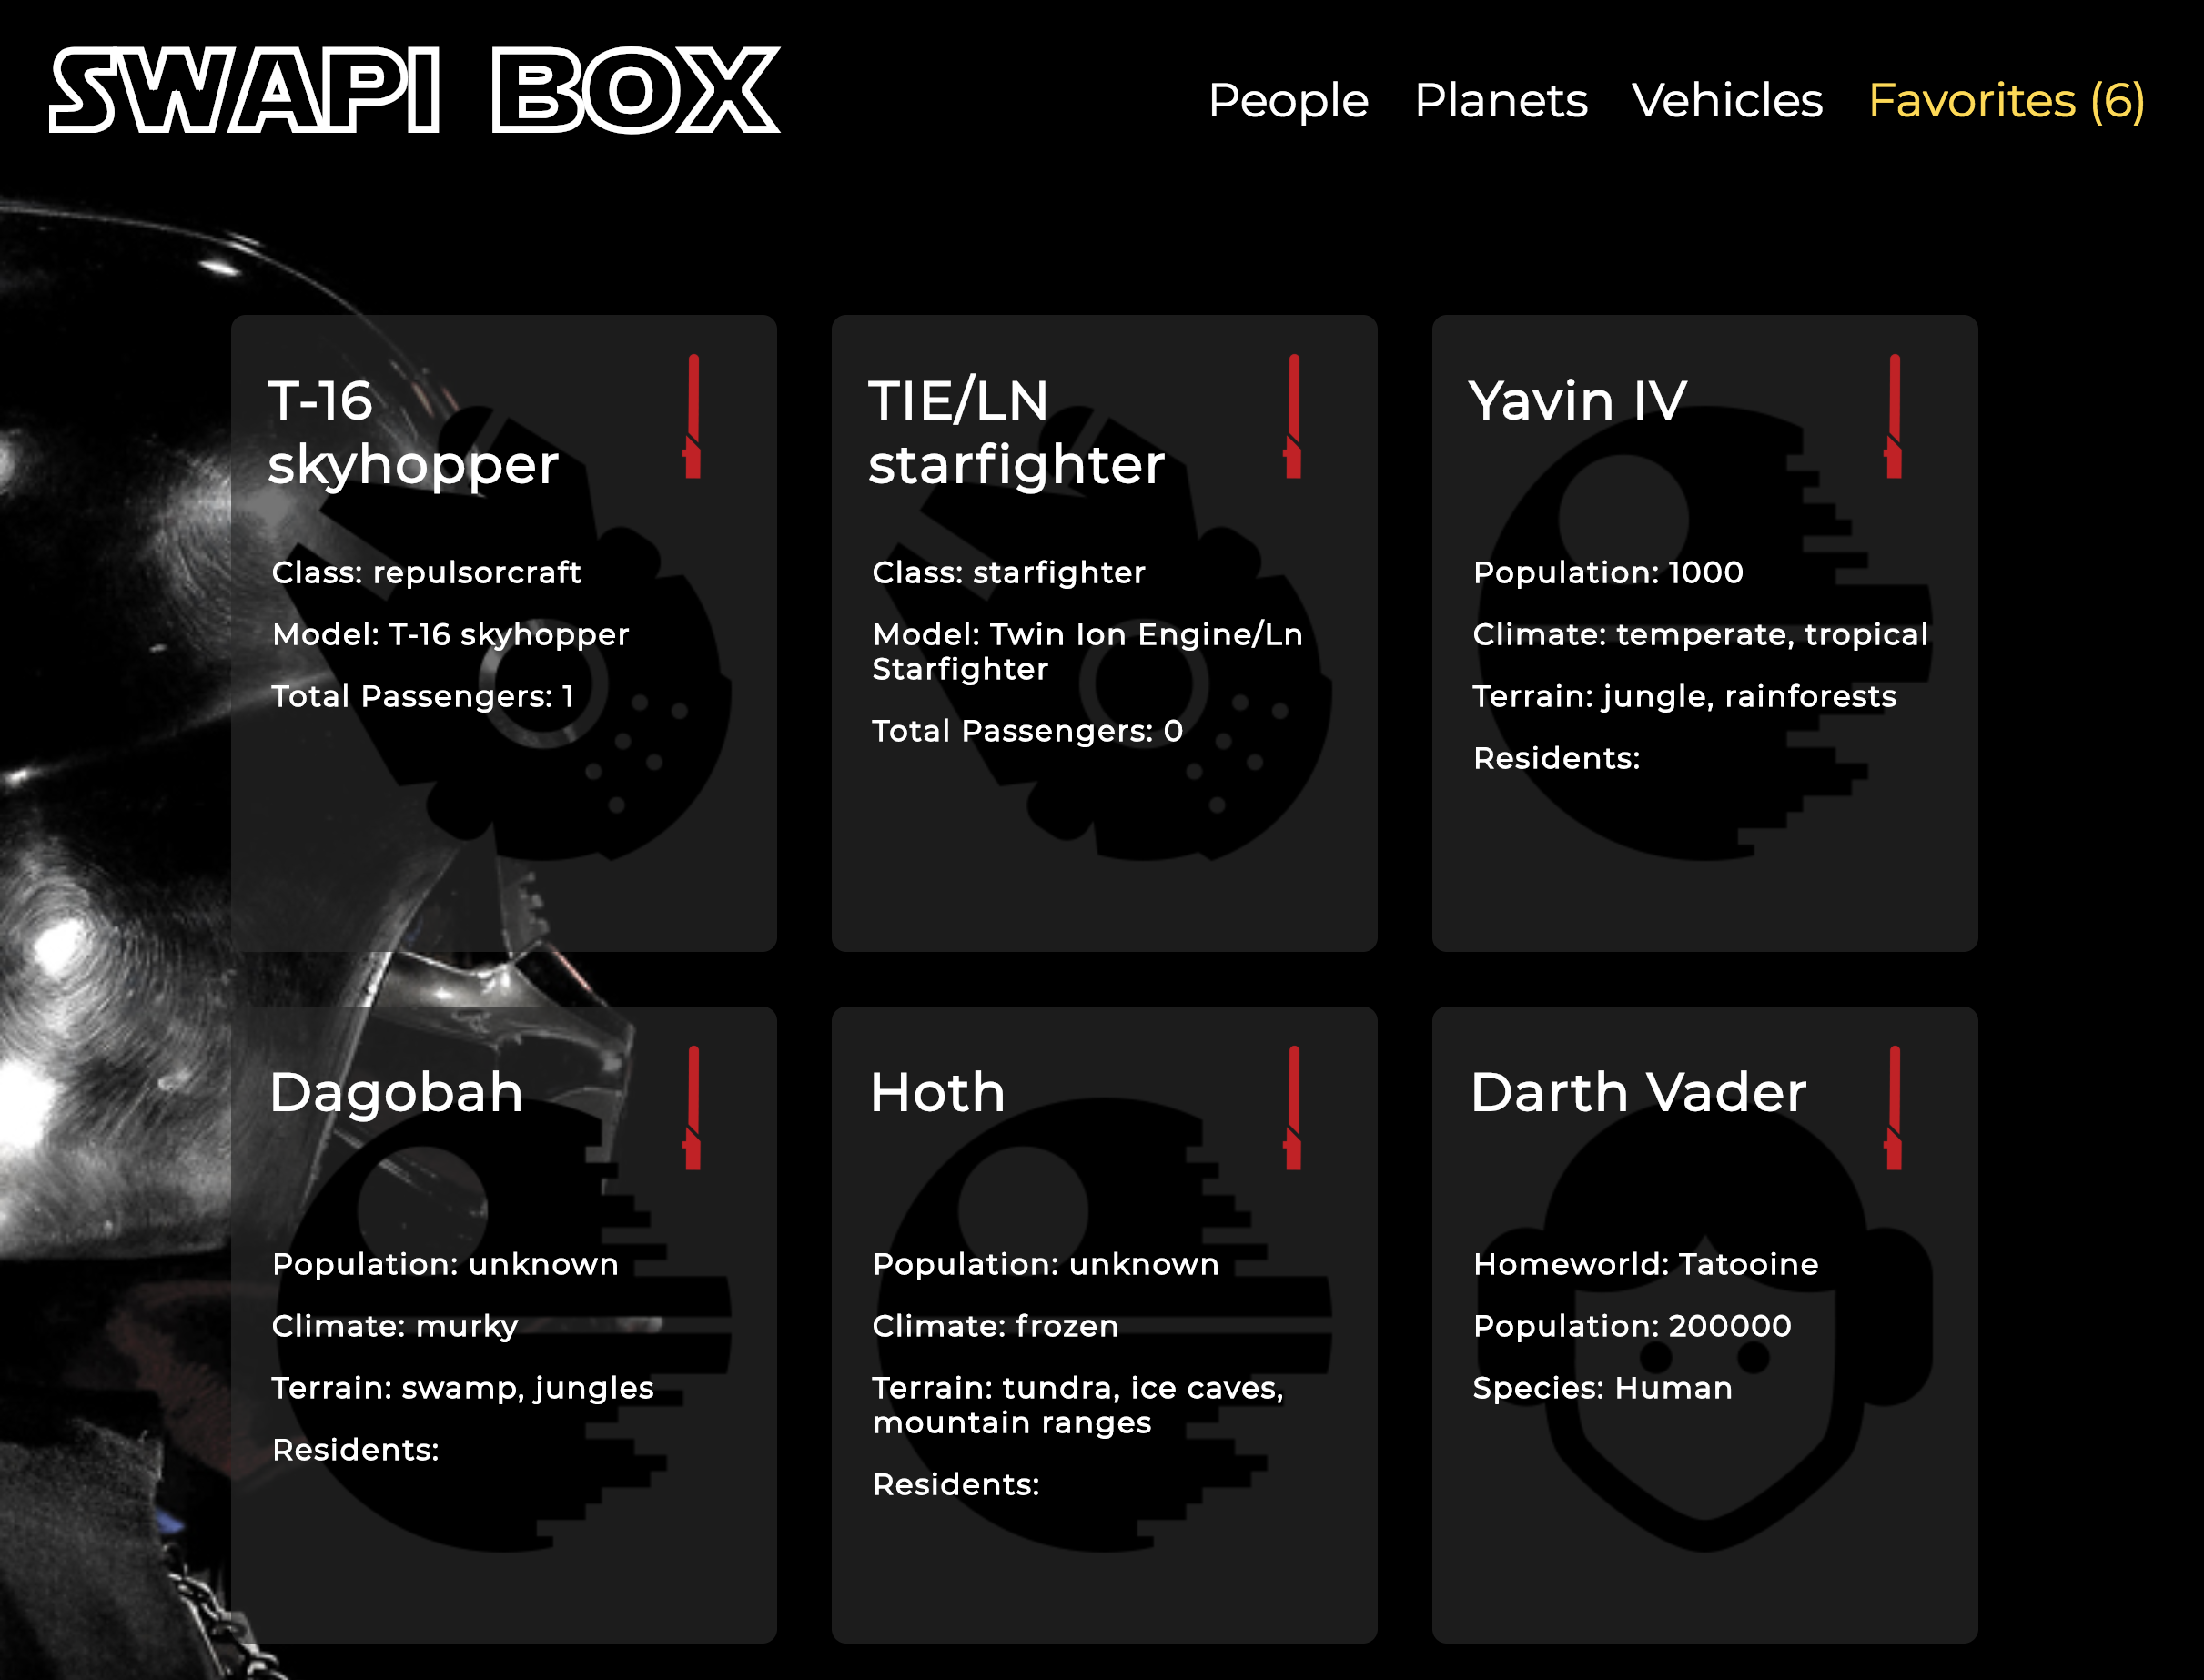 SWAPI BOX
People Planets Vehicles Favorites (6)
T-16
skyhopper
Class: repulsorcraft
Model: T-16 skyhopper
Total Passengers: 1
TIE/LN
starfighter
Class: starfighter
Model: Twin Ion Engine/Ln
Starfighter
Total Passengers: 0
Yavin IV
Population: 1000
Climate: temperate, tropical
Terrain: jungle, rainforests
Residents:
Dagobah
Population: unknown
Climate: murky
Terrain: swamp, jungles
Residents:
Hoth
Population: unknown
Climate: frozen
Terrain: tundra, ice caves,
mountain ranges
Residents:
Darth Vader
Homeworld: Tatooine
Population: 200000
Species: Human